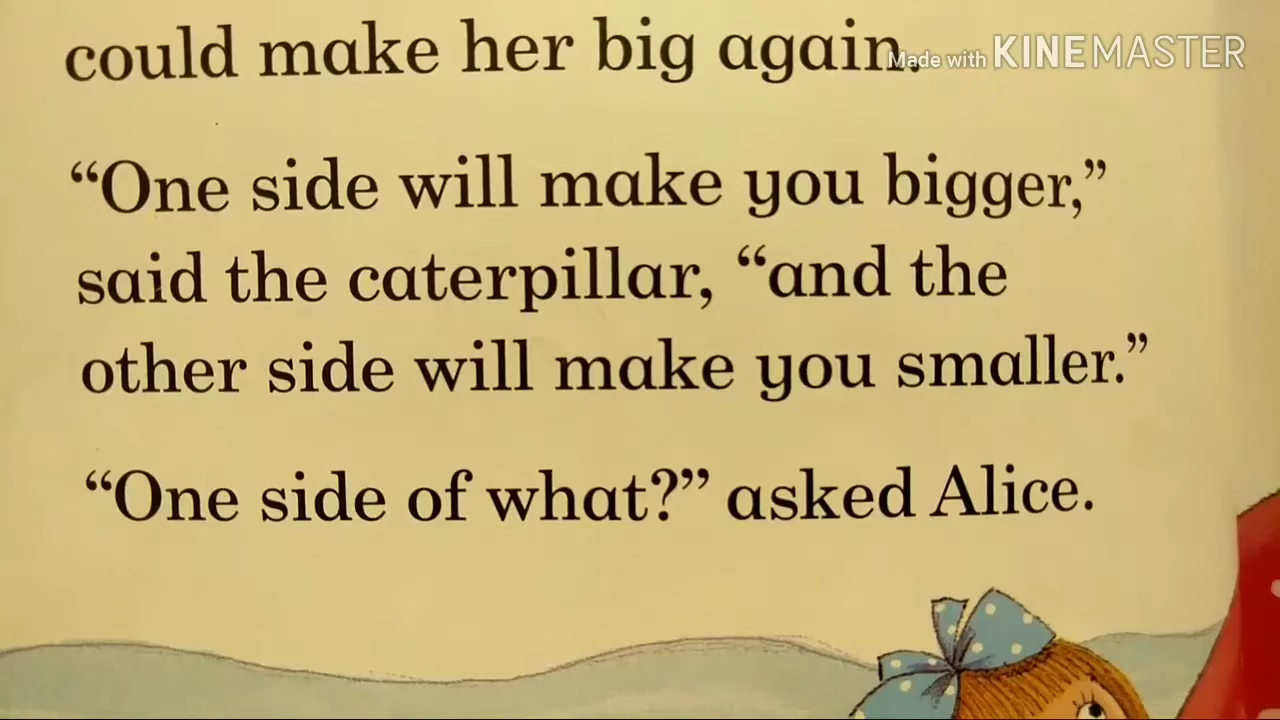 could make her big again.
Made with KINEMASTER
“One side will make you bigger,”
said the caterpillar, “and the
other side will make you smaller.”
“One side of what?” asked Alice.